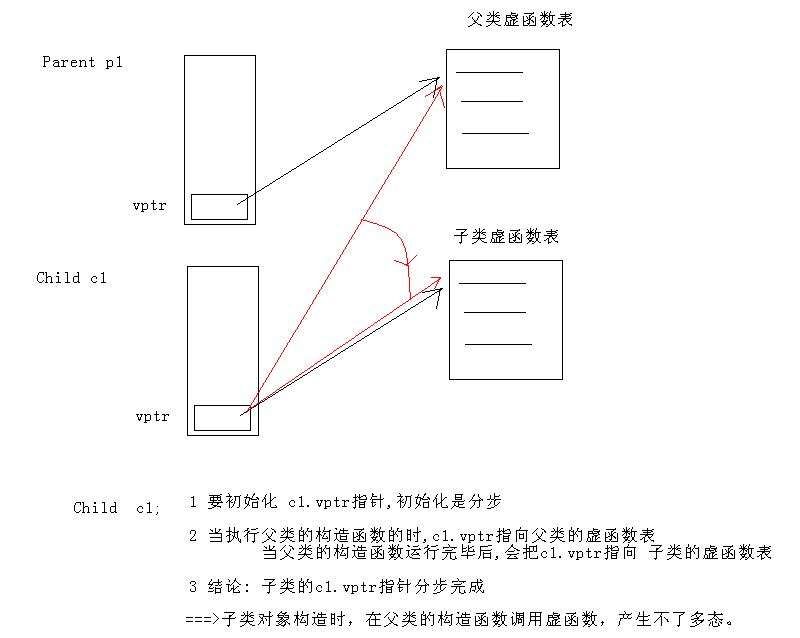 父类虚函数表
Parent p1
vptr
子类虚函数表
Child c1
vptr
Child c1;
1 要初始化 c1.vptr指针,初始化是分步
2 当执行父类的构造函数的时,c1.vptr指向父类的虚函数表
当父类的构造函数运行完毕后,会把c1.vptr指向 子类的虚函数表
3 结论: 子类的c1.vptr指针分步完成
===>子类对象构造时，在父类的构造函数调用虚函数，产生不了多态。